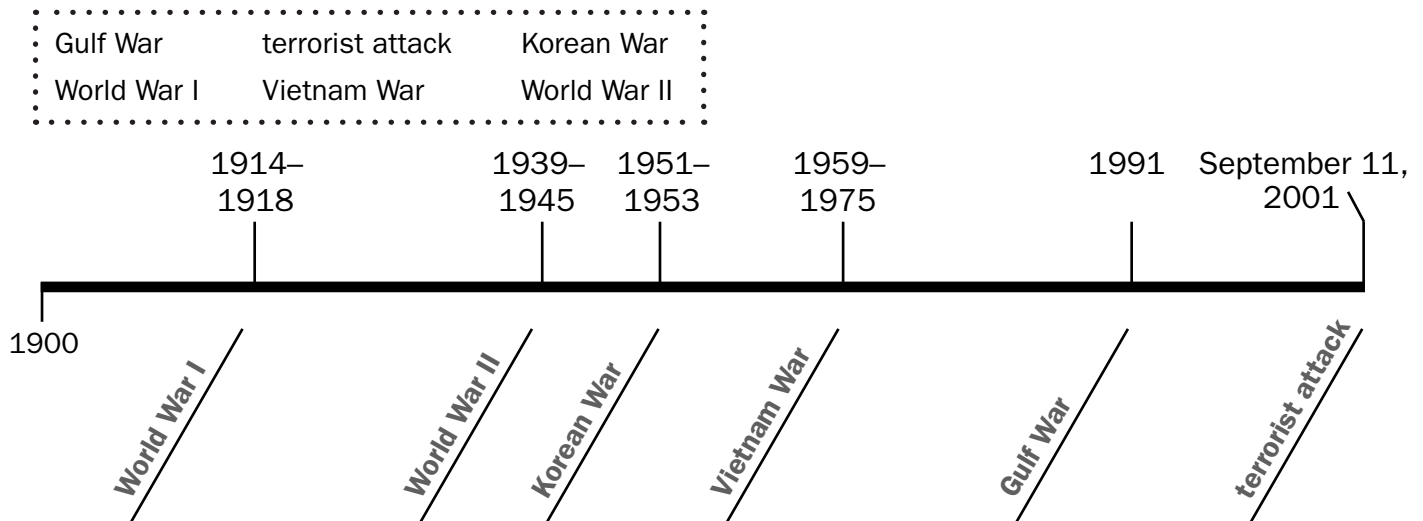 Gulf War terrorist attack Korean War
World War I Vietnam War World War II
1914– 1939– 1951– 1959– 1991 September 11,
1918 1945 1953 1975 2001
1900
World War I
World War II
Korean War
Vietnam War
Gulf War
terrorist attack